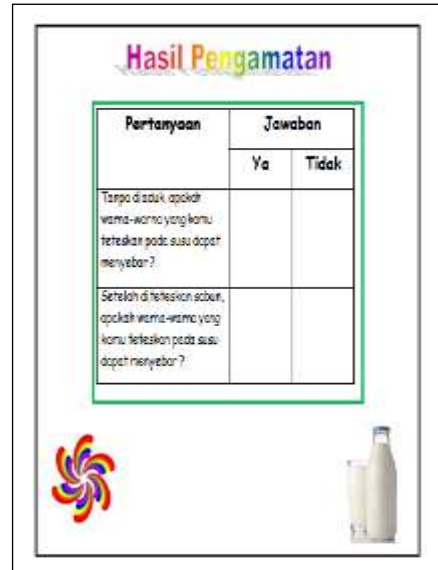 Hasil Pengamatan
Pertanyaan
Jawaban
Ya
Tidak
Tanpa diaduk, apakah
warna-warna yang kamu
teteskan pada susu dapat
menyebar ?
Setelah diteteskan sabun,
apakah warna-warna yang
kamu teteskan pada susu
dapat menyebar ?